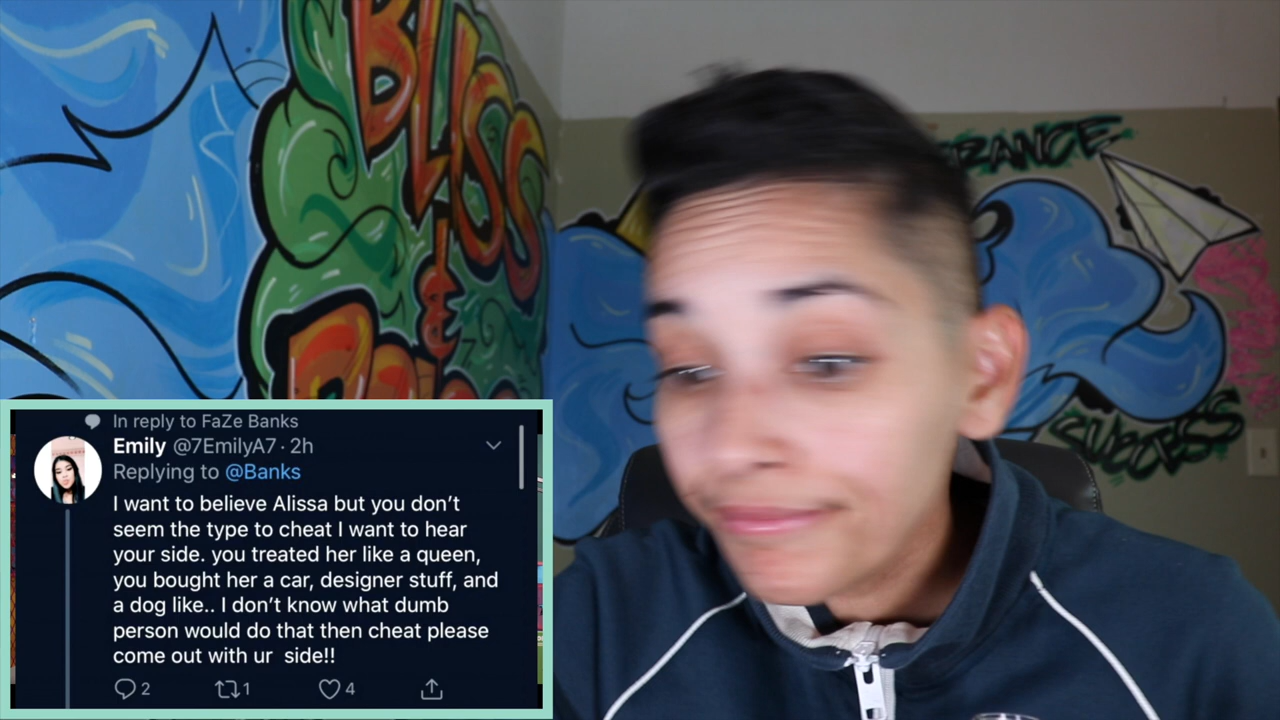 BLISS
&
RANCE
SUCCESS
In reply to FaZe Banks
Emily @7EmilyA7 · 2h
Replying to @Banks
I want to believe Alissa but you don't
seem the type to cheat I want to hear
your side. you treated her like a queen,
you bought her a car, designer stuff, and
a dog like.. I don't know what dumb
person would do that then cheat please
come out with ur side!!
2 1 4